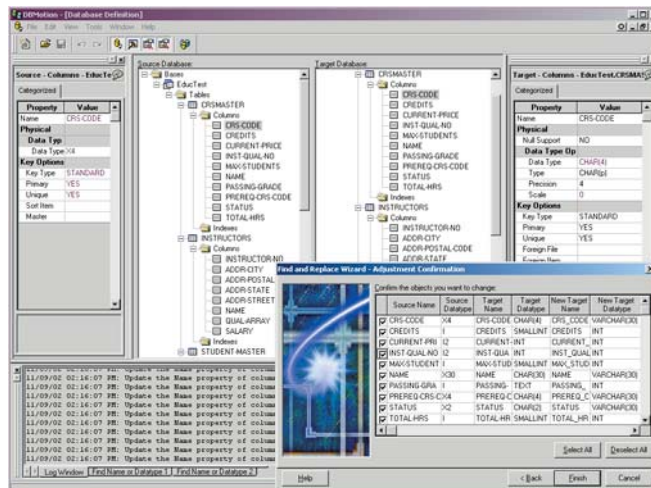 DBMotion - [Database Definition]
File Edit View Tools Window Help
Source - Columns - EducTe
Categorized
Property Value
Name CRS-CODE
Physical
Data Typ
Data Type X4
Key Options
Key Type STANDARD
Primary YES
Unique YES
Sort Item
Master
Source Database:
Bases
EducTest
Tables
CRSMASTER
Columns
CRS-CODE
CREDITS
CURRENT-PRICE
INST-QUAL-NO
MAX-STUDENTS
NAME
PASSING-GRADE
PREREQ-CRS-CODE
STATUS
TOTAL-HRS
Indexes
INSTRUCTORS
Columns
INSTRUCTOR-NO
ADDR-CITY
ADDR-POSTAL
ADDR-STATE
ADDR-STREET
NAME
QUAL-ARRAY
SALARY
Indexes
STUDENT-MASTER
Target Database:
CRSMASTER
Columns
CRS-CODE
CREDITS
CURRENT-PRICE
INST-QUAL-NO
MAX-STUDENTS
NAME
PASSING-GRADE
PREREQ-CRS-CODE
STATUS
TOTAL-HRS
Indexes
INSTRUCTORS
Columns
INSTRUCTOR-NO
ADDR-CITY
ADDR-POSTAL-CODE
ADDR-STATE
Target - Columns - EducTest.CRSMAS
Categorized
Property Value
Name CRS-CODE
Physical
Null Support NO
Data Type Op
Data Type CHAR(4)
Type CHAR(p)
Precision 4
Scale 0
Key Options
Key Type STANDARD
Primary YES
Unique YES
Foreign File
Foreign Item
Find and Replace Wizard - Adjustment Confirmation
Confirm the objects you want to change:
Source Name Source Datatype Target Name Target Datatype New Target Name New Target Datatype
CRS-CODE X4 CRS-CODE CHAR(4) CRS_CODE VARCHAR(30)
CREDITS I CREDITS SMALLINT CREDITS INT
CURRENT-PRI I2 CURRENT- INT CURRENT_ INT
INST-QUAL-NO I2 INST-QUA INT INST_QUAL INT
MAX-STUDENT I MAX-STUD SMALLINT MAX_STUD INT
NAME X30 NAME CHAR(30) NAME VARCHAR(30)
PASSING-GRA I PASSING- TEXT PASSING_ INT
PREREQ-CRS-C X4 PREREQ-C CHAR(4) PREREQ_C VARCHAR(30)
STATUS X2 STATUS CHAR(2) STATUS VARCHAR(30)
TOTAL-HRS I TOTAL-HR SMALLINT TOTAL_HR INT
Select All Deselect All
Help < Back Finish Cancel
11/09/02 02:16:07 PM: Update the Name property of colum
11/09/02 02:16:07 PM: Update the Name property of colum
11/09/02 02:16:07 PM: Update the Name property of colum
11/09/02 02:16:07 PM: Update the Name property of colum
11/09/02 02:16:07 PM: Update the Name property of colum
11/09/02 02:16:07 PM: Update the Name property of colum
11/09/02 02:16:07 PM: Update the Name property of colum
11/09/02 02:16:07 PM: Update the Name property of colum
Log Window Find Name or Datatype 1 Find Name or Datatype 2